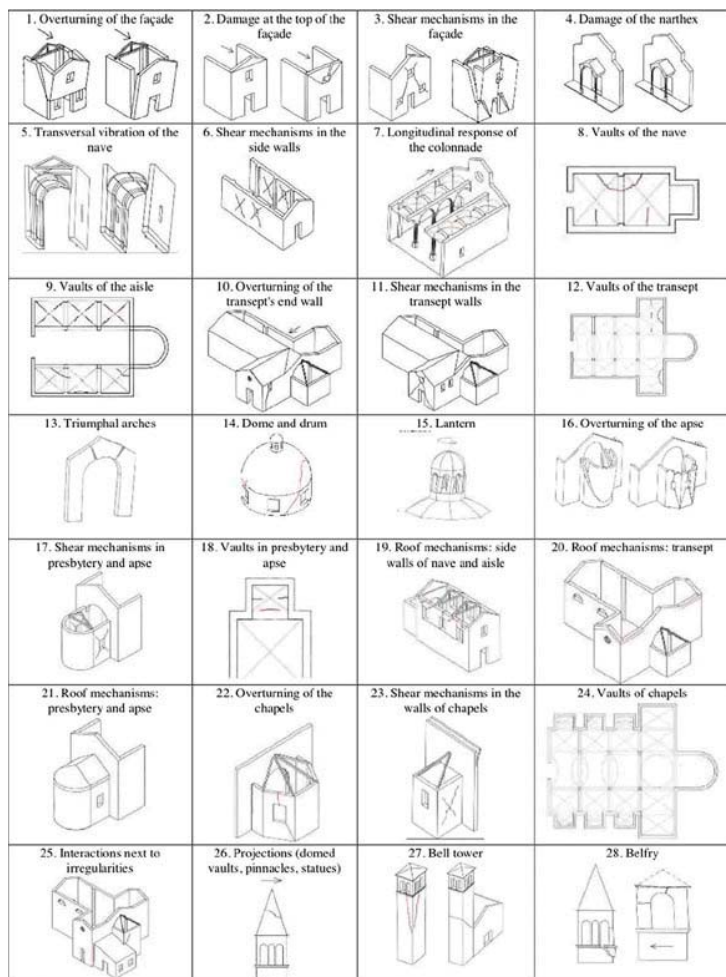 1. Overturning of the façade
2. Damage at the top of the
façade
3. Shear mechanisms in the
façade
4. Damage of the narthex
5. Transversal vibration of the
nave
6. Shear mechanisms in the
side walls
7. Longitudinal response of
the colonnade
8. Vaults of the nave
9. Vaults of the aisle
10. Overturning of the
transept's end wall
11. Shear mechanisms in the
transept walls
12. Vaults of the transept
13. Triumphal arches
14. Dome and drum
15. Lantern
16. Overturning of the apse
17. Shear mechanisms in
presbytery and apse
18. Vaults in presbytery and
apse
19. Roof mechanisms: side
walls of nave and aisle
20. Roof mechanisms: transept
21. Roof mechanisms:
presbytery and apse
22. Overturning of the
chapels
23. Shear mechanisms in the
walls of chapels
24. Vaults of chapels
25. Interactions next to
irregularities
26. Projections (domed
vaults, pinnacles, statues)
27. Bell tower
28. Belfry